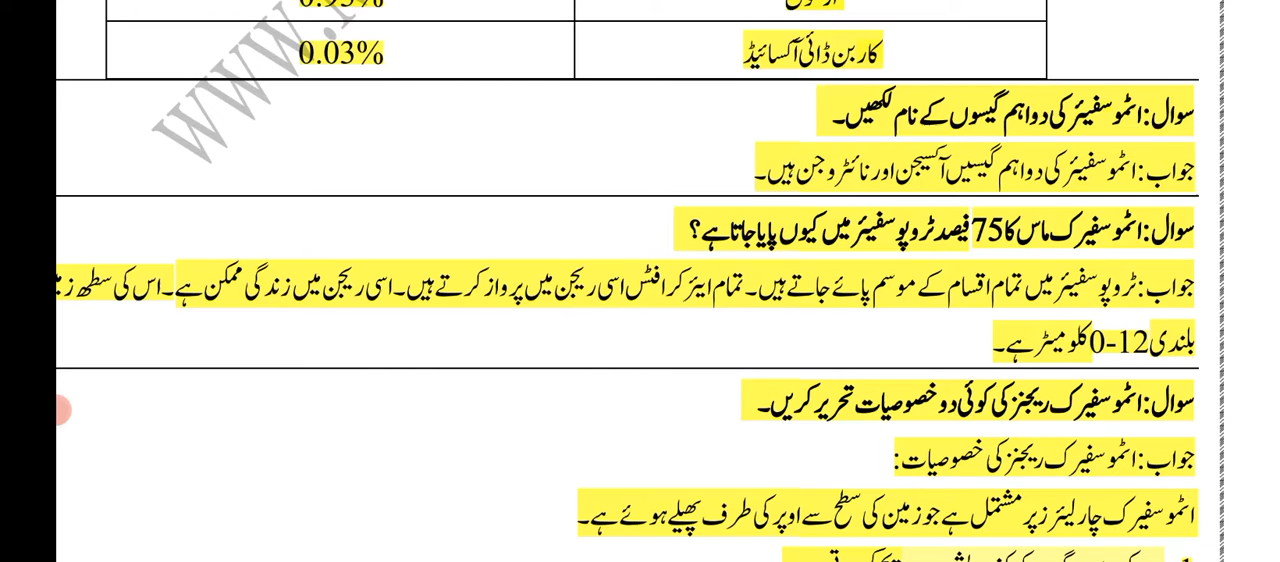 کاربن ڈائی آکسائیڈ 0.03%
سوال: اٹموسفیئر کی دو اہم گیسوں کے نام لکھیں۔
جواب: اٹموسفیئر کی دو اہم گیسیں آکسیجن اور نائٹروجن ہیں۔
سوال: اٹموسفیرک ماس کا 75 فیصد ٹروپوسفیئر میں کیوں پایا جاتا ہے؟
جواب: ٹروپوسفیئر میں تمام اقسام کے موسم پائے جاتے ہیں۔ تمام ایئر کرافٹس اسی ریجن میں پرواز کرتے ہیں۔ اسی ریجن میں زندگی ممکن ہے۔ اس کی سطح
بلندی 0-12 کلومیٹر ہے۔
سوال: اٹموسفیرک ریجنز کی کوئی دو خصوصیات تحریر کریں۔
جواب: اٹموسفیرک ریجنز کی خصوصیات:
اٹموسفیرک چار لیئرز پر مشتمل ہے جو زمین کی سطح سے اوپر کی طرف پھیلے ہوئے ہے۔